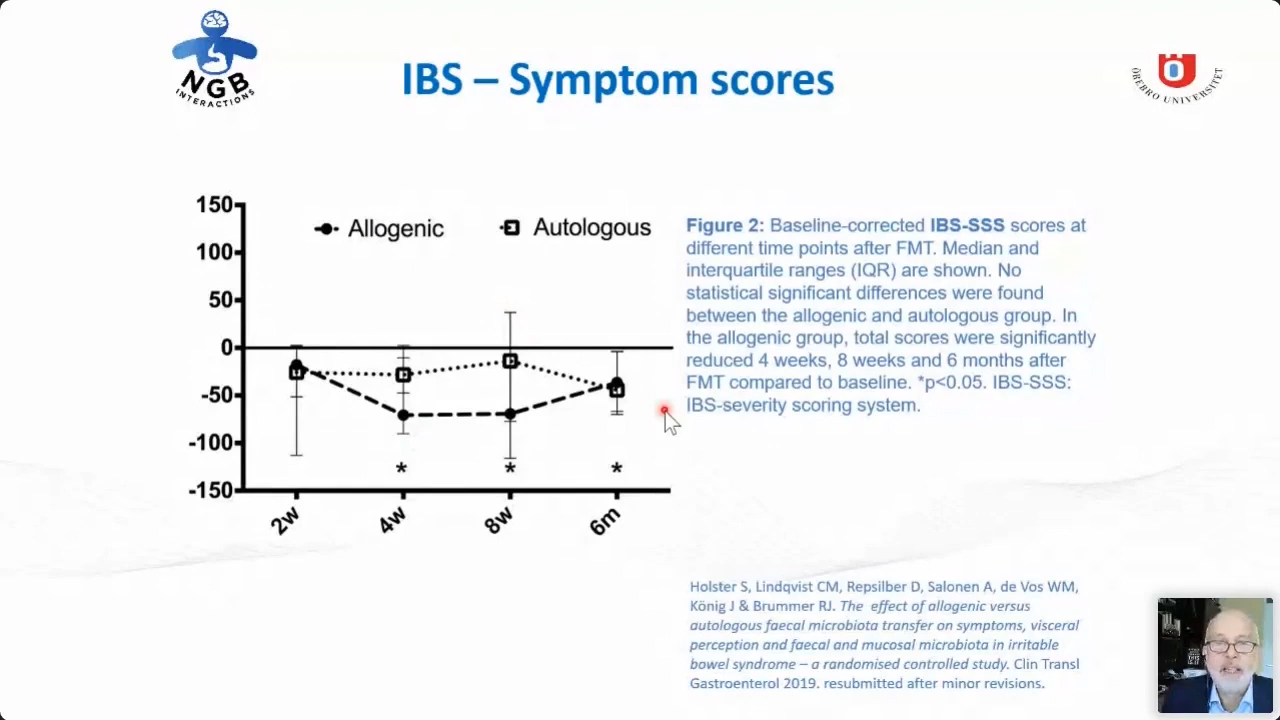 NGB
INTERACTIONS
IBS – Symptom scores
ÖREBRO UNIVERSITET
150
100
50
0
-50
-100
-150
Allogenic
Autologous
* * *
2w 4w 8w 6m
Figure 2: Baseline-corrected IBS-SSS scores at
different time points after FMT. Median and
interquartile ranges (IQR) are shown. No
statistical significant differences were found
between the allogenic and autologous group. In
the allogenic group, total scores were significantly
reduced 4 weeks, 8 weeks and 6 months after
FMT compared to baseline. *p<0.05. IBS-SSS:
IBS-severity scoring system.
Holster S, Lindqvist CM, Repsilber D, Salonen A, de Vos WM,
König J & Brummer RJ. The effect of allogenic versus
autologous faecal microbiota transfer on symptoms, visceral
perception and faecal and mucosal microbiota in irritable
bowel syndrome – a randomised controlled study. Clin Transl
Gastroenterol 2019. resubmitted after minor revisions.